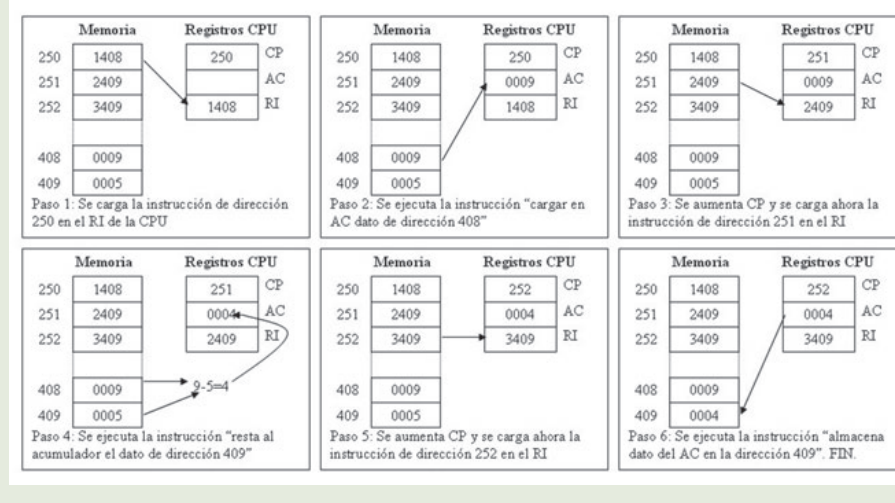 Memoria Registros CPU
250 1408 250 CP
251 2409 AC
252 3409 1408 RI
408 0009
409 0005
Paso 1: Se carga la instrucción de dirección
250 en el RI de la CPU
Memoria Registros CPU
250 1408 250 CP
251 2409 0009 AC
252 3409 1408 RI
408 0009
409 0005
Paso 2: Se ejecuta la instrucción “cargar en
AC dato de dirección 408”
Memoria Registros CPU
250 1408 251 CP
251 2409 0009 AC
252 3409 2409 RI
408 0009
409 0005
Paso 3: Se aumenta CP y se carga ahora la
instrucción de dirección 251 en el RI
Memoria Registros CPU
250 1408 251 CP
251 2409 0004 AC
252 3409 2409 RI
408 0009 9-5=4
409 0005
Paso 4: Se ejecuta la instrucción “resta al
acumulador el dato de dirección 409”
Memoria Registros CPU
250 1408 252 CP
251 2409 0004 AC
252 3409 3409 RI
408 0009
409 0005
Paso 5: Se aumenta CP y se carga ahora la
instrucción de dirección 252 en el RI
Memoria Registros CPU
250 1408 252 CP
251 2409 0004 AC
252 3409 3409 RI
408 0009
409 0004
Paso 6: Se ejecuta la instrucción “almacena
dato del AC en la dirección 409”. FIN.